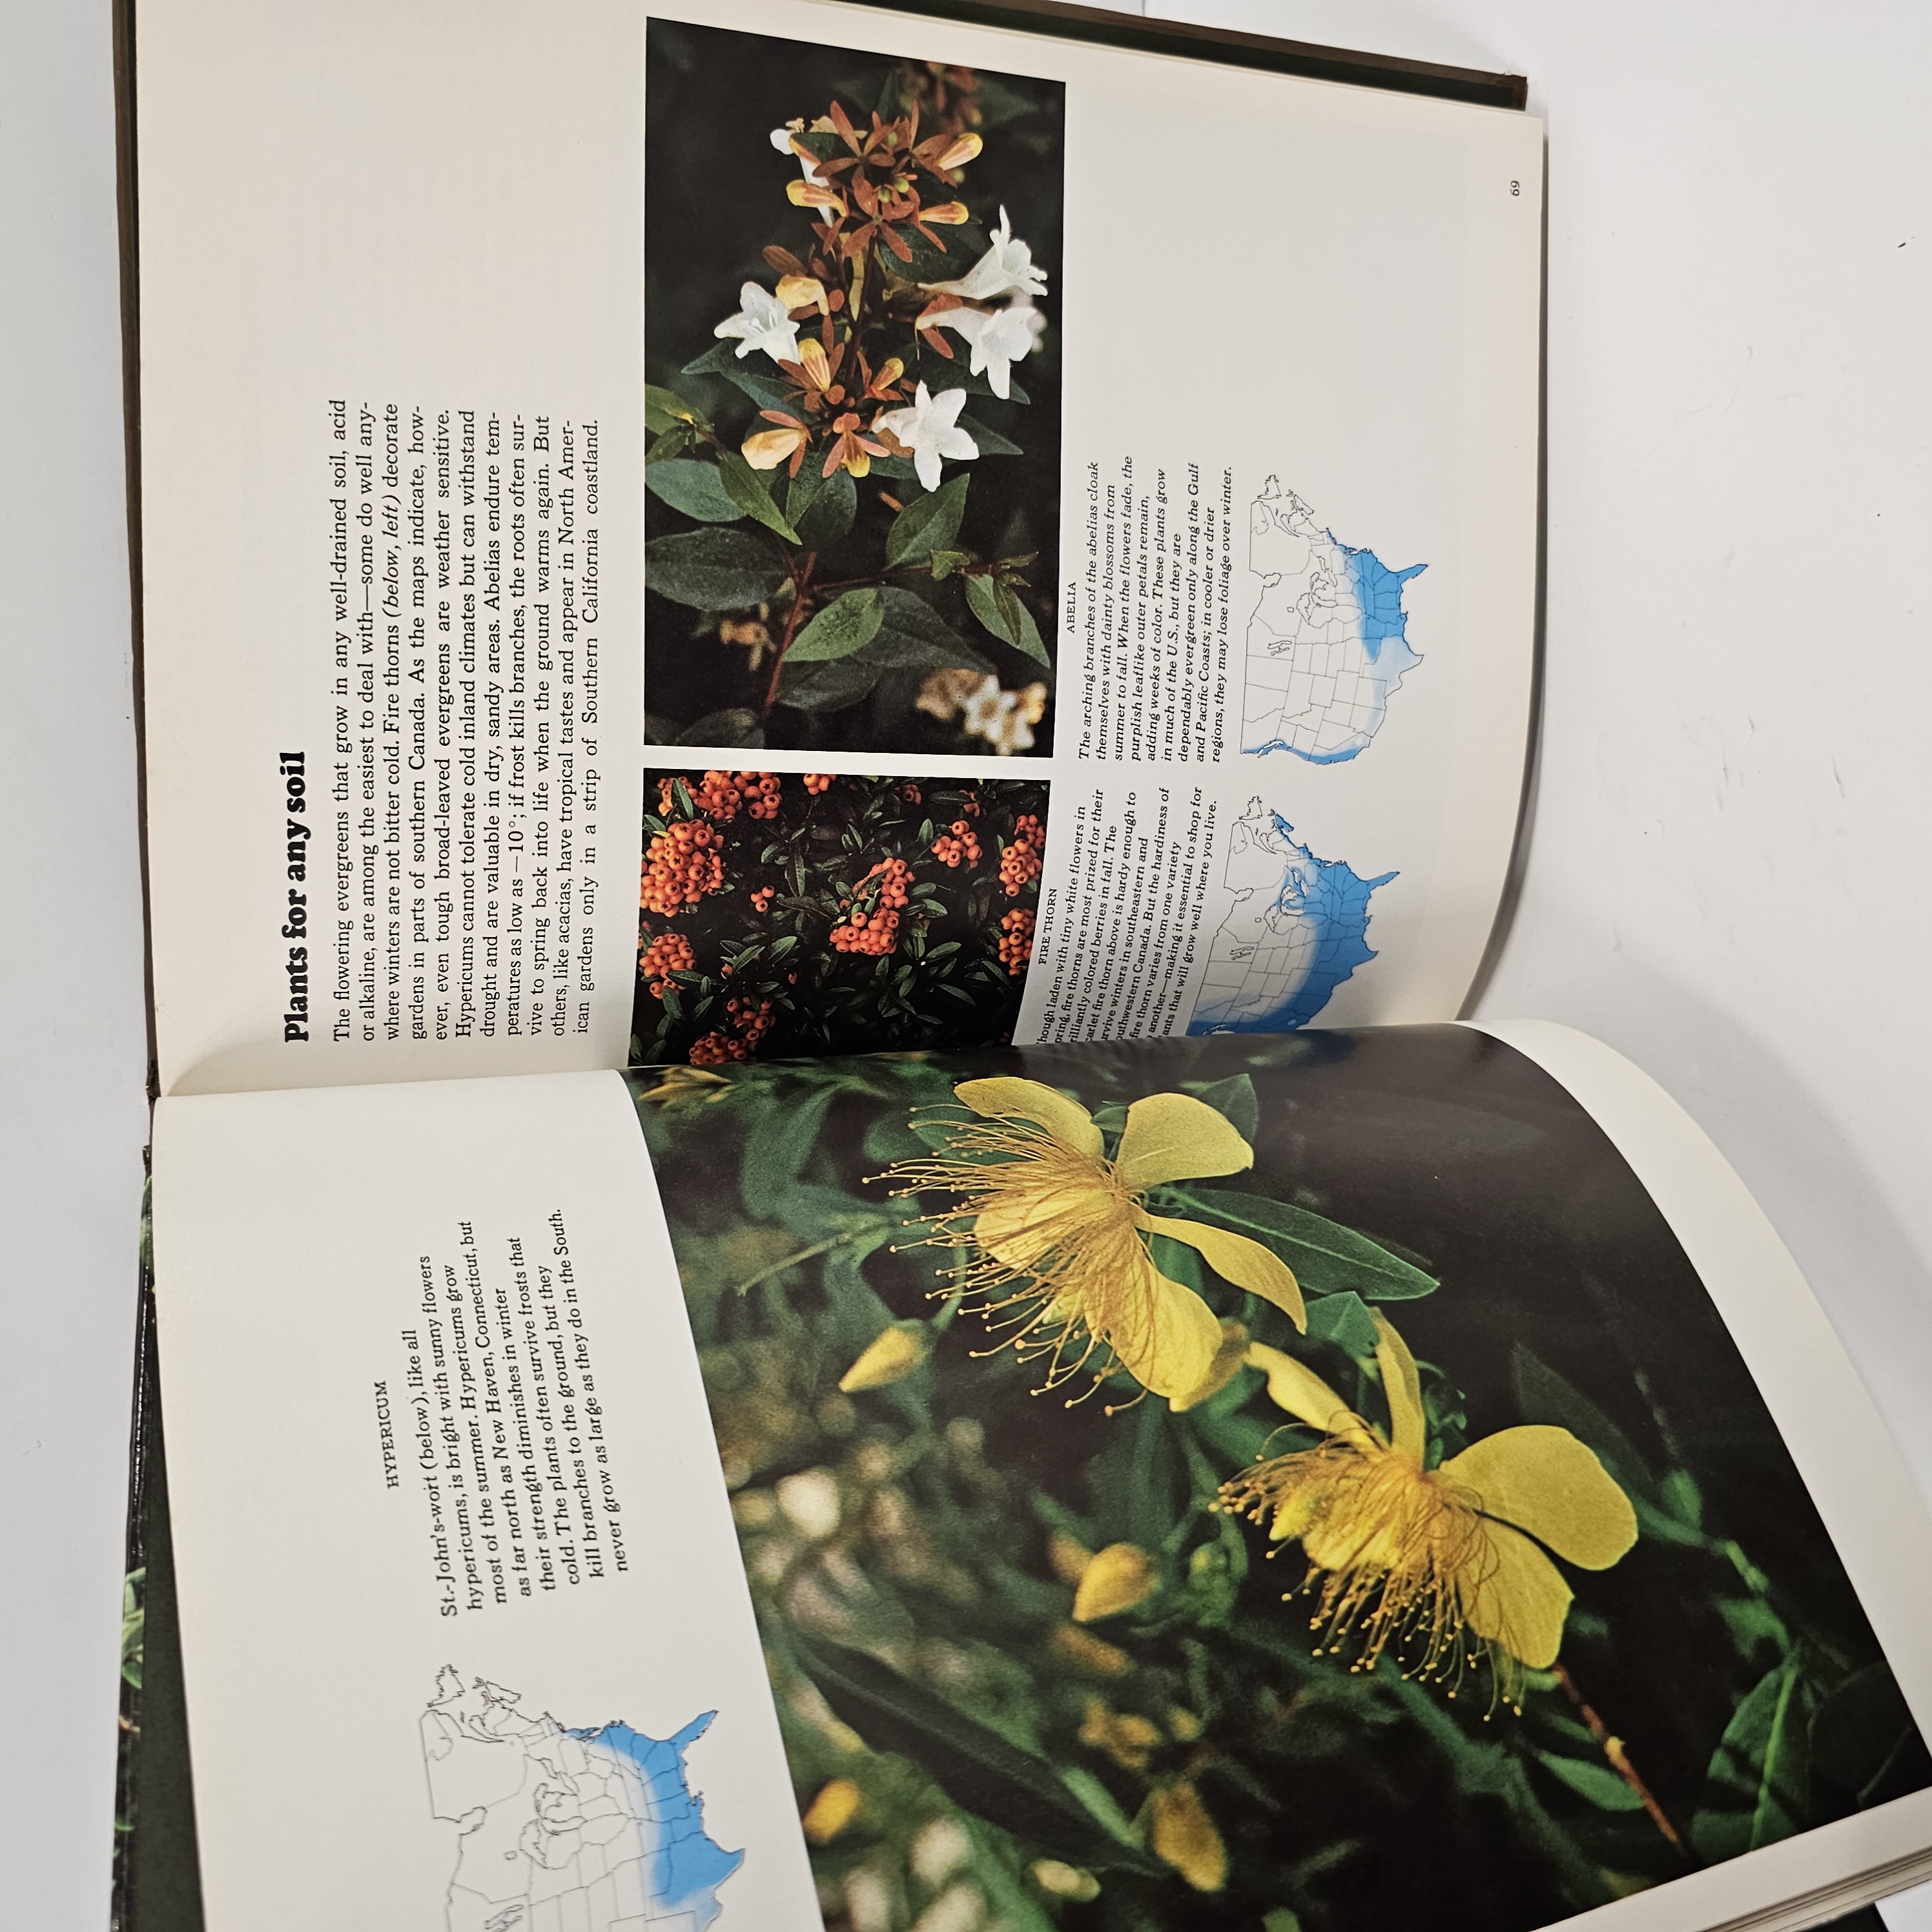 HYPERICUM
St.-John's-wort (below), like all
hypericums, is bright with sunny flowers
most of the summer. Hypericums grow
as far north as New Haven, Connecticut, but
their strength diminishes in winter
cold. The plants often survive frosts that
kill branches to the ground, but they
never grow as large as they do in the South.
Plants for any soil
The flowering evergreens that grow in any well-drained soil, acid
or alkaline, are among the easiest to deal with—some do well any-
where winters are not bitter cold. Fire thorns (below, left) decorate
gardens in parts of southern Canada. As the maps indicate, how-
ever, even tough broad-leaved evergreens are weather sensitive.
Hypericums cannot tolerate cold inland climates but can withstand
drought and are valuable in dry, sandy areas. Abelias endure tem-
peratures as low as —10°; if frost kills branches, the roots often sur-
vive to spring back into life when the ground warms again. But
others, like acacias, have tropical tastes and appear in North Amer-
ican gardens only in a strip of Southern California coastland.
FIRE THORN
laden with tiny white flowers in
fire thorns are most prized for their
colored berries in fall. The
fire thorn above is hardy enough to
winters in southeastern and
Canada. But the hardiness of
fire thorn varies from one variety
another—making it essential to shop for
that will grow well where you live.
ABELIA
The arching branches of the abelias cloak
themselves with dainty blossoms from
summer to fall. When the flowers fade, the
purplish leaflike outer petals remain,
adding weeks of color. These plants grow
in much of the U.S., but they are
dependably evergreen only along the Gulf
and Pacific Coasts; in cooler or drier
regions, they may lose foliage over winter.
69